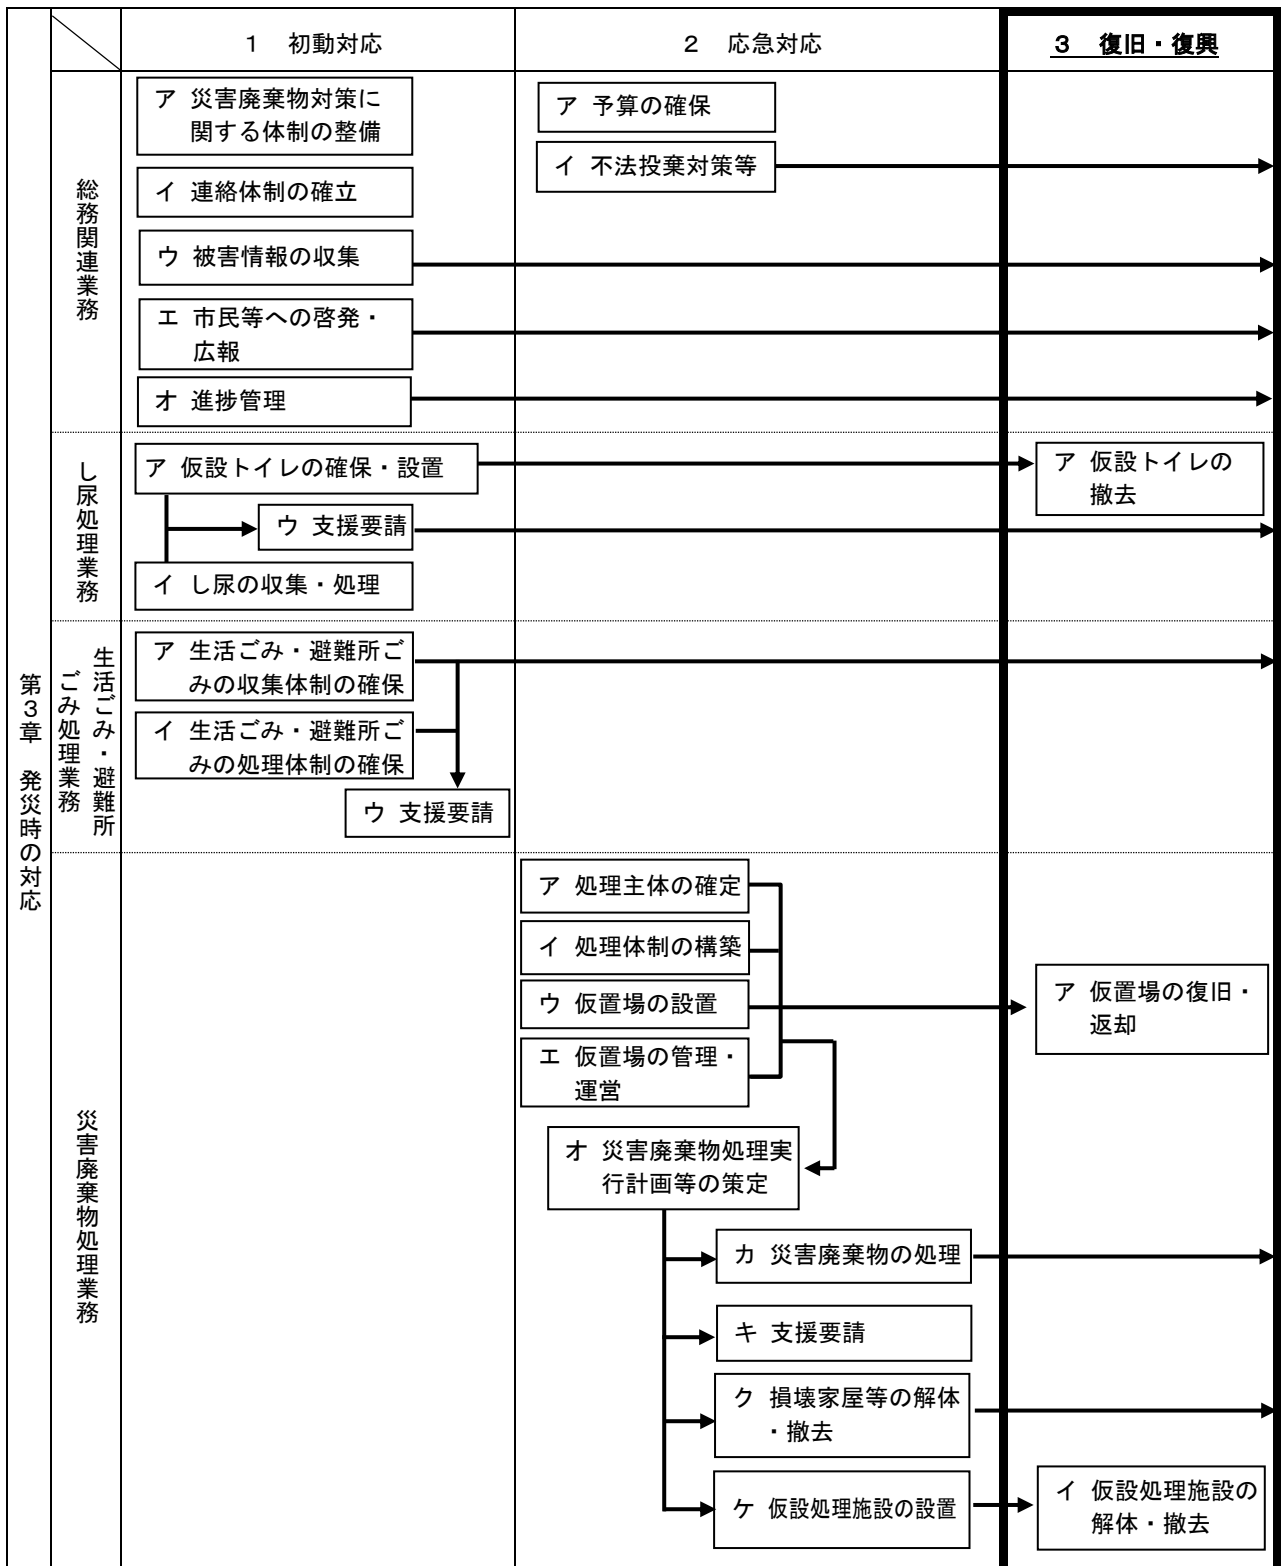 第３章　発災時の対応
１　初動対応
２　応急対応
３　復旧・復興
総務関連業務
ア 災害廃棄物対策に
関する体制の整備
イ 連絡体制の確立
ウ 被害情報の収集
エ 市民等への啓発・
広報
オ 進捗管理
ア 予算の確保
イ 不法投棄対策等
し尿処理業務
ア 仮設トイレの確保・設置
ウ 支援要請
イ し尿の収集・処理
ア 仮設トイレの
撤去
生活ごみ・避難所
ごみ処理業務
ア 生活ごみ・避難所ご
みの収集体制の確保
イ 生活ごみ・避難所ご
みの処理体制の確保
ウ 支援要請
災害廃棄物処理業務
ア 処理主体の確定
イ 処理体制の構築
ウ 仮置場の設置
エ 仮置場の管理・
運営
オ 災害廃棄物処理実
行計画等の策定
カ 災害廃棄物の処理
キ 支援要請
ク 損壊家屋等の解体
・撤去
ケ 仮設処理施設の設置
ア 仮置場の復旧・
返却
イ 仮設処理施設の
解体・撤去